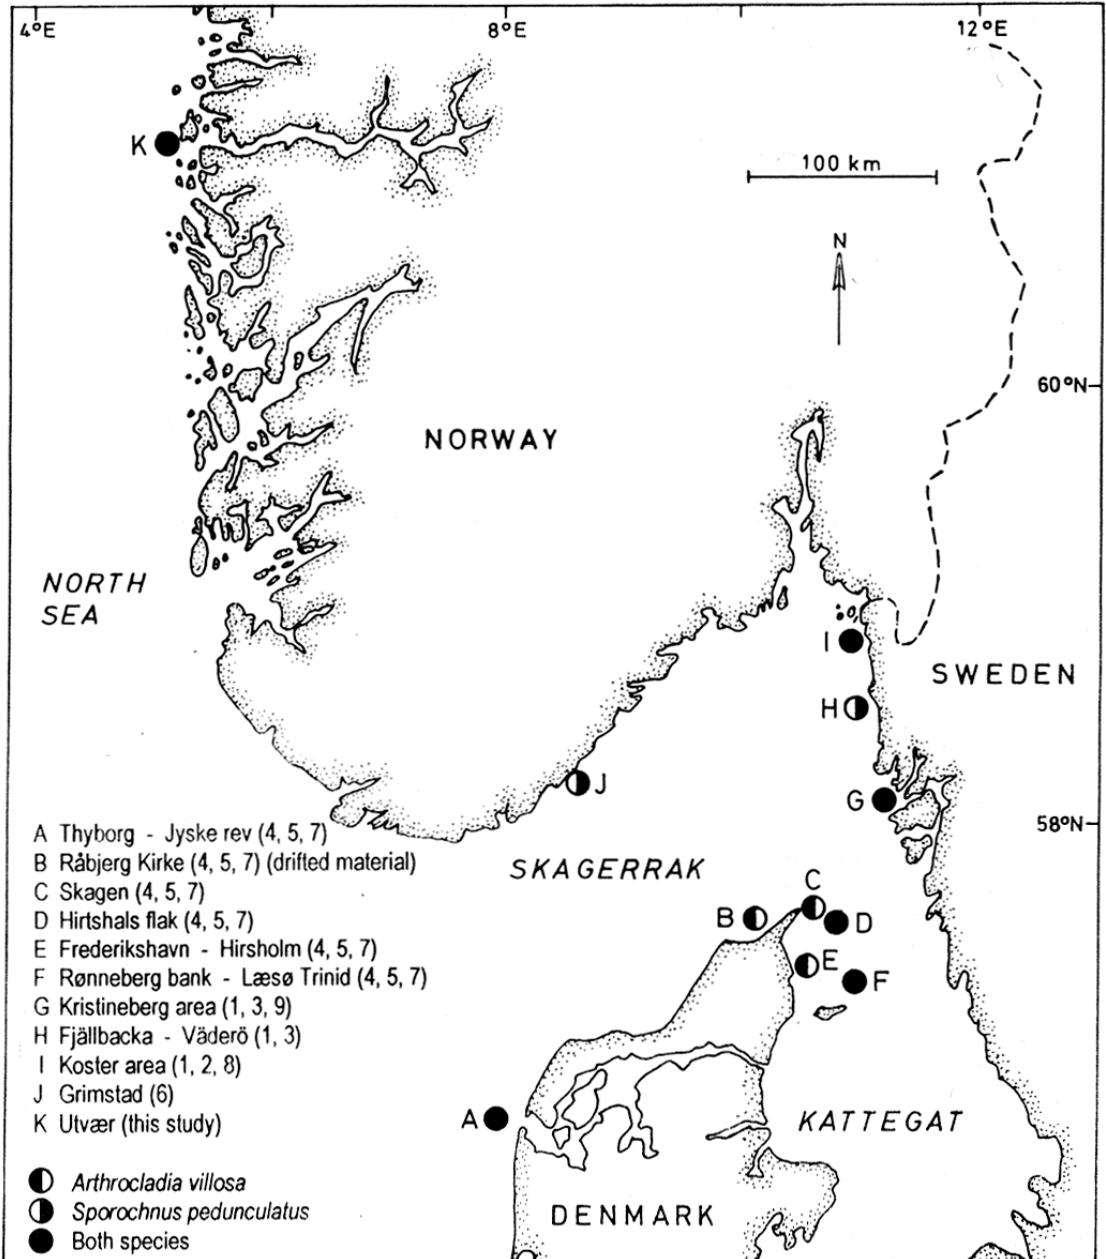 4°E 8°E 12°E
K
100 km
N
60°N
NORWAY
NORTH
SEA
I
SWEDEN
H
J
G
58°N
A Thyborg - Jyske rev (4, 5, 7)
B Råbjerg Kirke (4, 5, 7) (drifted material)
C Skagen (4, 5, 7)
D Hirtshals flak (4, 5, 7)
E Frederikshavn - Hirsholm (4, 5, 7)
F Rønneberg bank - Læsø Trinid (4, 5, 7)
G Kristineberg area (1, 3, 9)
H Fjällbacka - Väderö (1, 3)
I Koster area (1, 2, 8)
J Grimstad (6)
K Utvær (this study)
SKAGERRAK
C
B
D
E
F
A
KATTEGAT
DENMARK
Arthrocladia villosa
Sporochnus pedunculatus
Both species